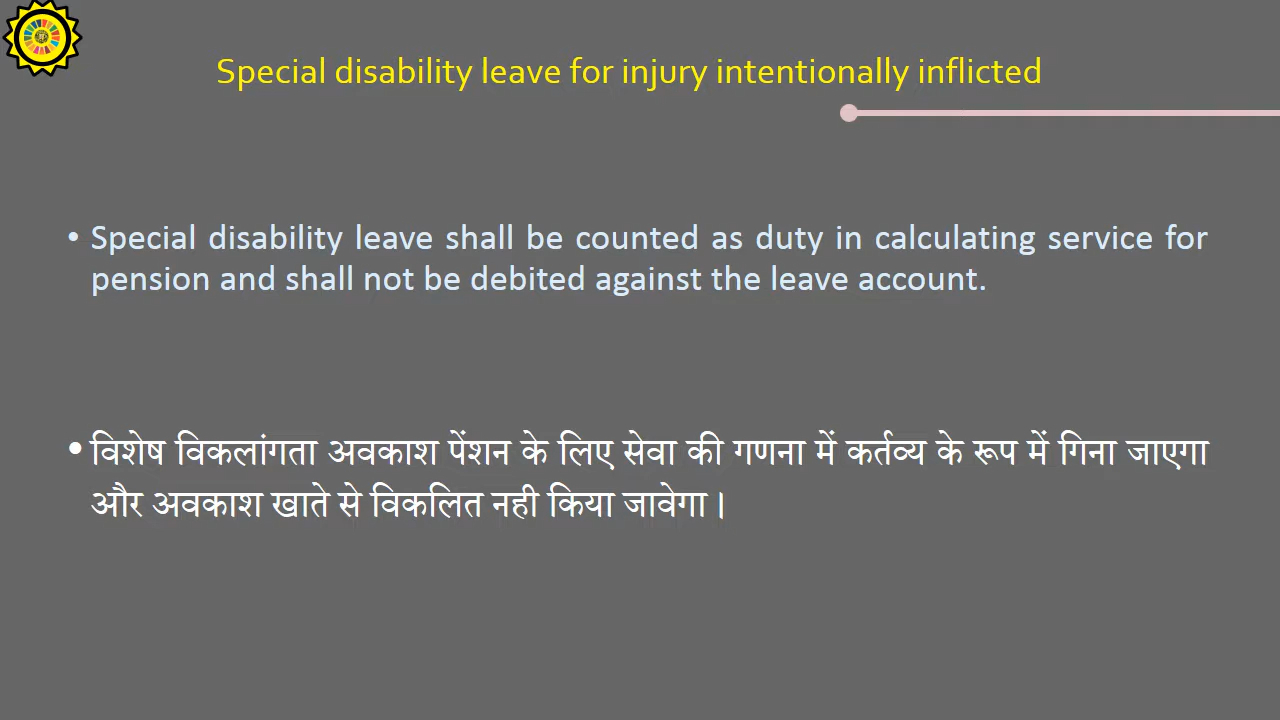 Special disability leave for injury intentionally inflicted
• Special disability leave shall be counted as duty in calculating service for
pension and shall not be debited against the leave account.
• विशेष विकलांगता अवकाश पेंशन के लिए सेवा की गणना में कर्तव्य के रूप में गिना जाएगा
और अवकाश खाते से विकलित नही किया जावेगा।